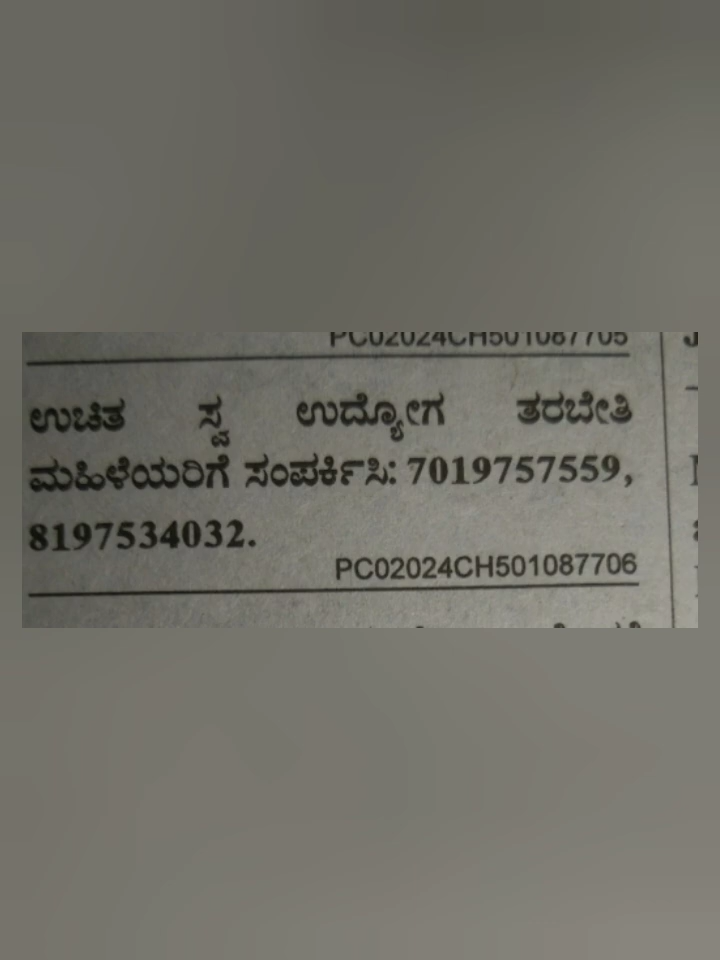 PC02024CH501087705
ಉಚಿತ ಸ್ವ ಉದ್ಯೋಗ ತರಬೇತಿ
ಮಹಿಳೆಯರಿಗೆ ಸಂಪರ್ಕಿಸಿ: 7019757559,
8197534032.
PC02024CH501087706